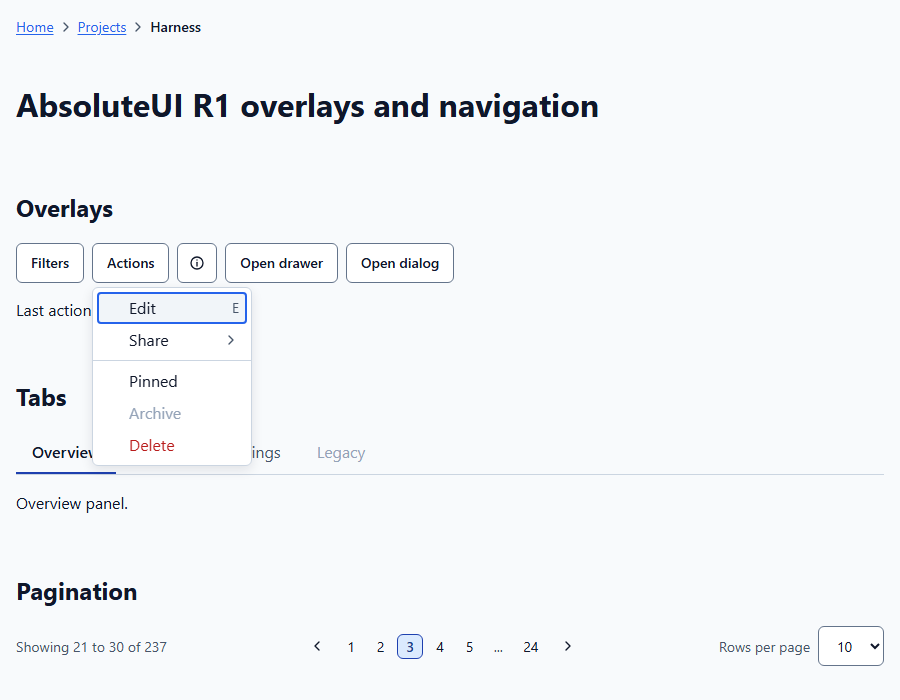 Home > Projects > Harness
AbsoluteUI R1 overlays and navigation
Overlays
Filters Actions Open drawer Open dialog
Last action
Edit E
Share >
Pinned
Archive
Delete
Tabs
Overview ings Legacy
Overview panel.
Pagination
Showing 21 to 30 of 237 < 1 2 3 4 5 ... 24 > Rows per page 10